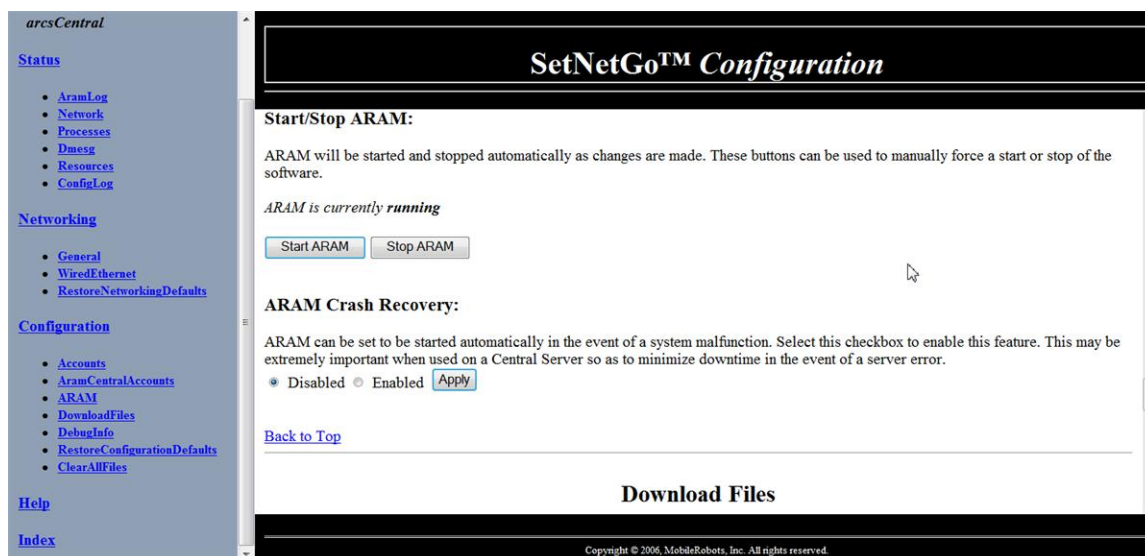 arcsCentral
Status
AramLog
Network
Processes
Dmesg
Resources
ConfigLog
Networking
General
WiredEthernet
RestoreNetworkingDefaults
Configuration
Accounts
AramCentralAccounts
ARAM
DownloadFiles
DebugInfo
RestoreConfigurationDefaults
ClearAllFiles
Help
Index
SetNetGo™ Configuration
Start/Stop ARAM:
ARAM will be started and stopped automatically as changes are made. These buttons can be used to manually force a start or stop of the
software.
ARAM is currently running
Start ARAM Stop ARAM
ARAM Crash Recovery:
ARAM can be set to be started automatically in the event of a system malfunction. Select this checkbox to enable this feature. This may be
extremely important when used on a Central Server so as to minimize downtime in the event of a server error.
Disabled Enabled Apply
Back to Top
Download Files
Copyright © 2006, MobileRobots, Inc. All rights reserved.